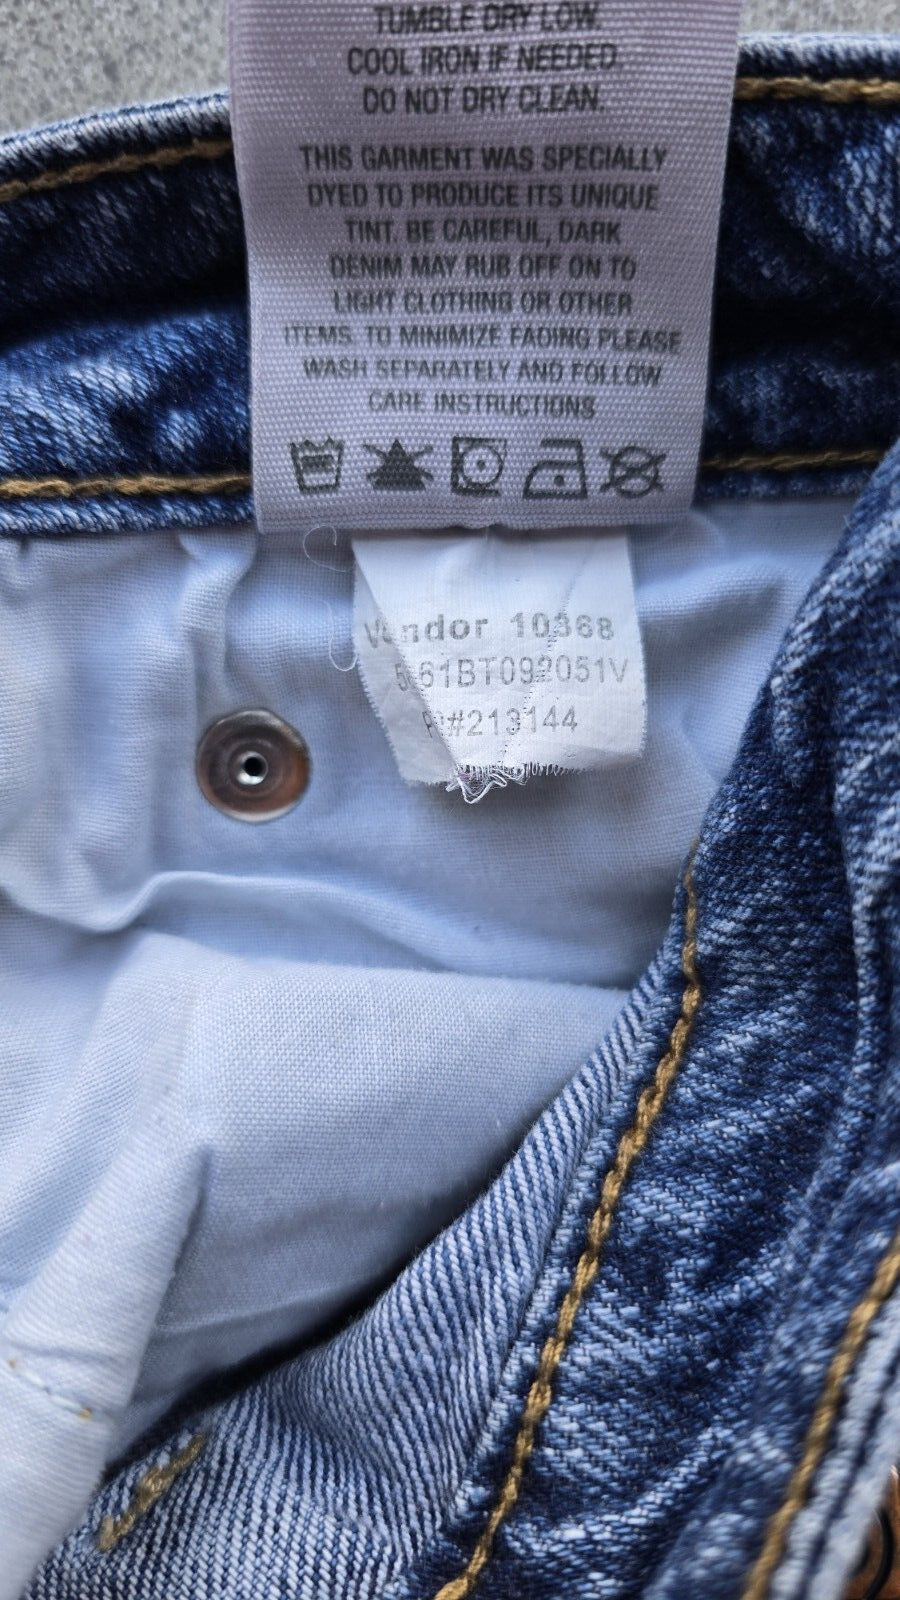 TUMBLE DRY LOW.
COOL IRON IF NEEDED.
DO NOT DRY CLEAN.
THIS GARMENT WAS SPECIALLY
DYED TO PRODUCE ITS UNIQUE
TINT. BE CAREFUL, DARK
DENIM MAY RUB OFF ON TO
LIGHT CLOTHING OR OTHER
ITEMS. TO MINIMIZE FADING PLEASE
WASH SEPARATELY AND FOLLOW
CARE INSTRUCTIONS
Vendor 10368